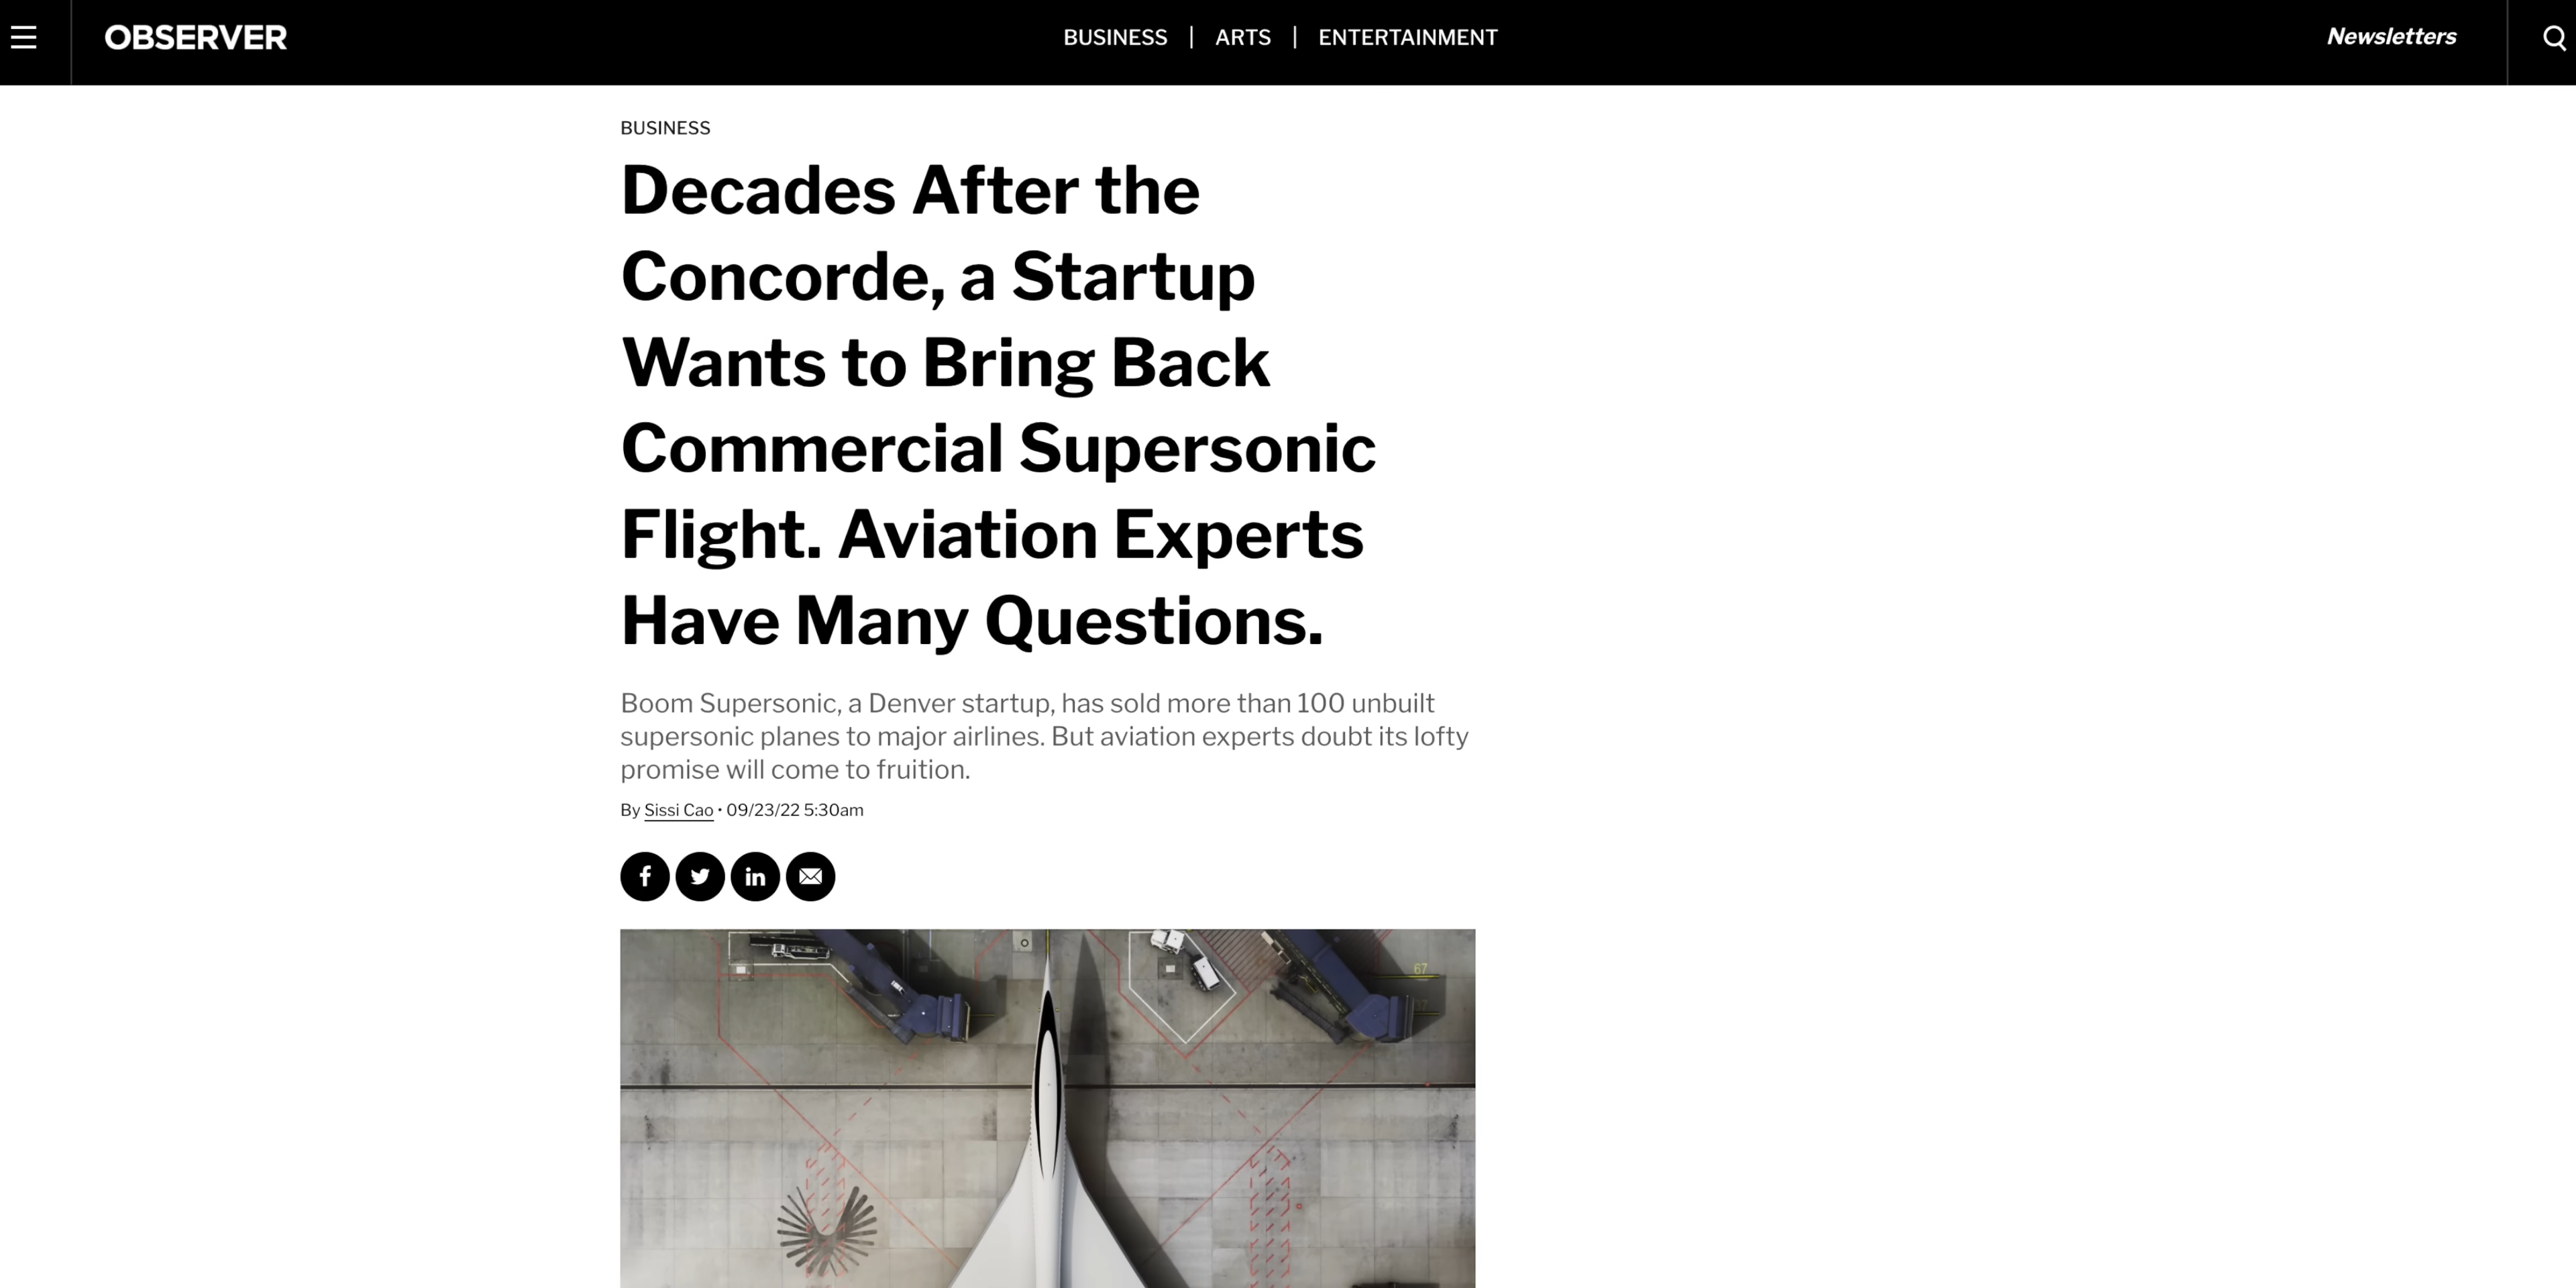 OBSERVER
BUSINESS | ARTS | ENTERTAINMENT
Newsletters
BUSINESS
Decades After the
Concorde, a Startup
Wants to Bring Back
Commercial Supersonic
Flight. Aviation Experts
Have Many Questions.
Boom Supersonic, a Denver startup, has sold more than 100 unbuilt
supersonic planes to major airlines. But aviation experts doubt its lofty
promise will come to fruition.
By Sissi Cao • 09/23/22 5:30am
67
37